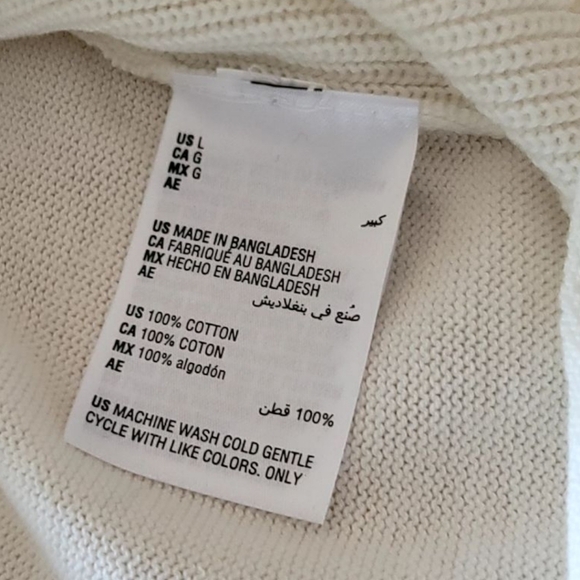 US L
CA G
MX G
AE
كبير
US MADE IN BANGLADESH
CA FABRIQUÉ AU BANGLADESH
MX HECHO EN BANGLADESH
AE
صُنع في بنغلاديش
US 100% COTTON
CA 100% COTON
MX 100% algodón
AE
100% قطن
US MACHINE WASH COLD GENTLE
CYCLE WITH LIKE COLORS. ONLY